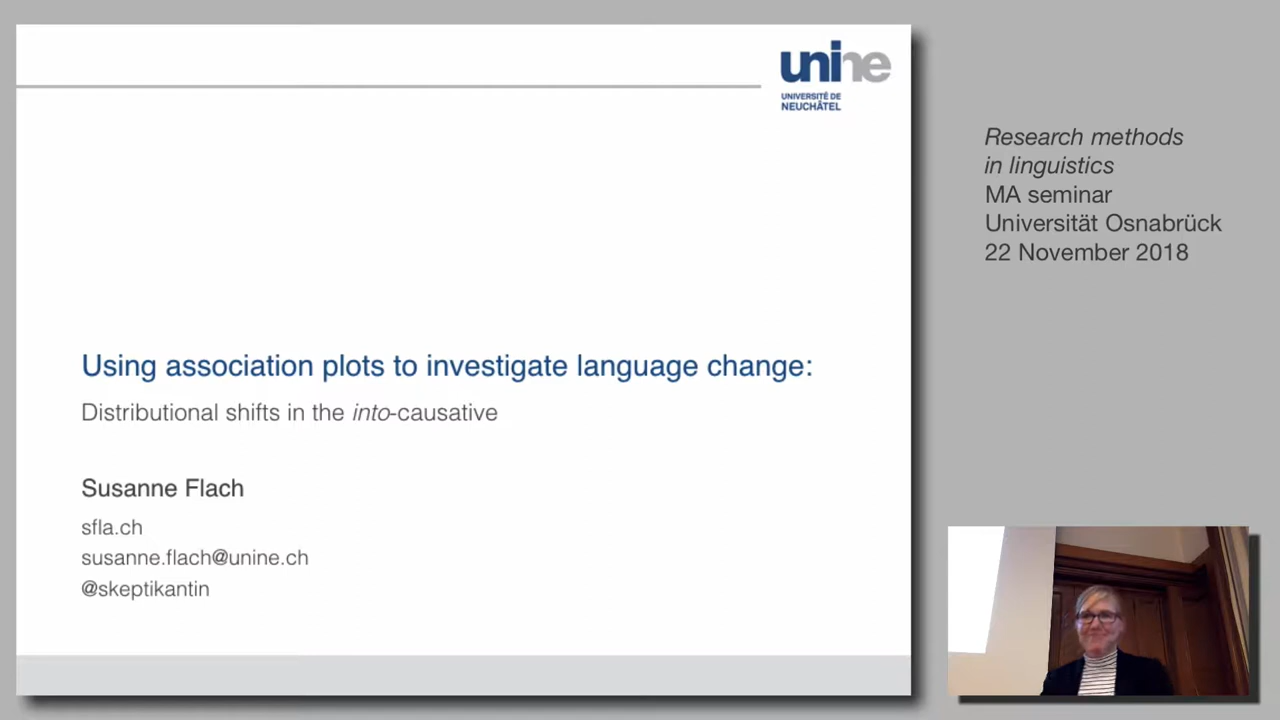 unine
UNIVERSITÉ DE
NEUCHÂTEL
Using association plots to investigate language change:
Distributional shifts in the into-causative
Susanne Flach
sfla.ch
susanne.flach@unine.ch
@skeptikantin
Research methods
in linguistics
MA seminar
Universität Osnabrück
22 November 2018